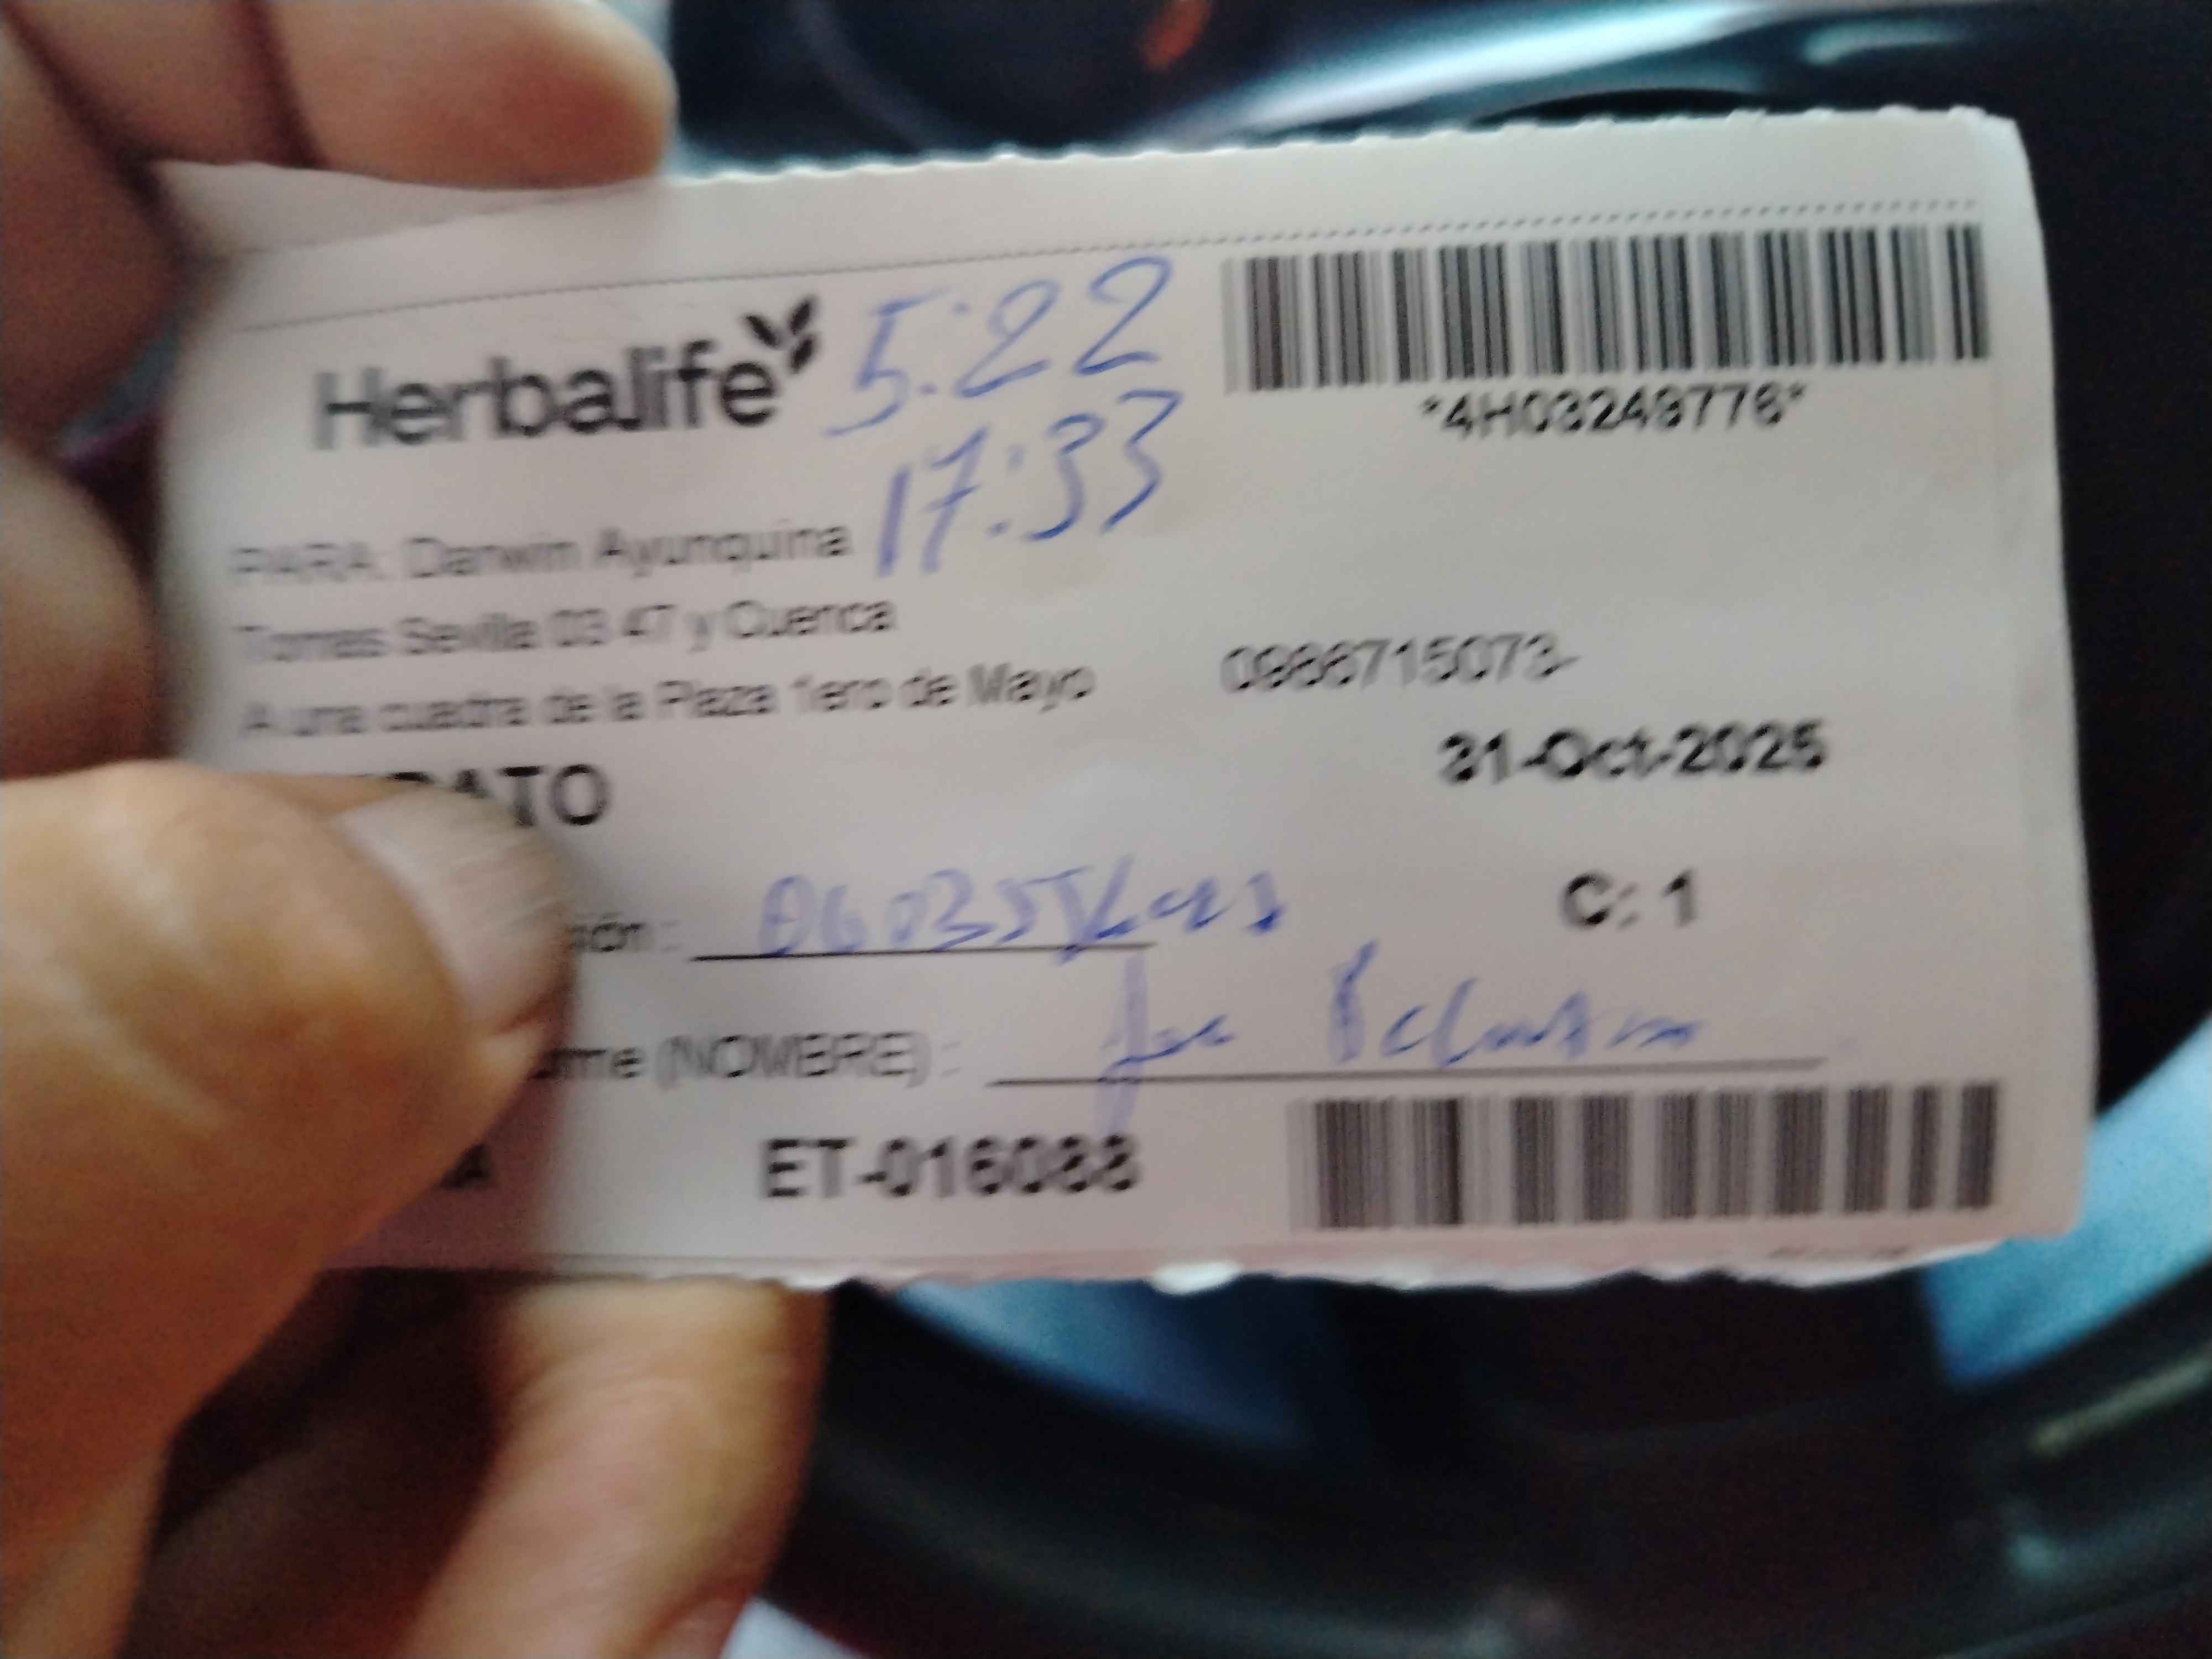 Herbalife
5:22
17:33
*4H03249776*
PARA: Darwin Ayunquina
Tomas Sevilla 03 47 y Cuenca
A una cuadra de la Plaza 1ero de Mayo
0986715073-
31-Oct-2025
C: 1
(NOMBRE) :
ET-016088